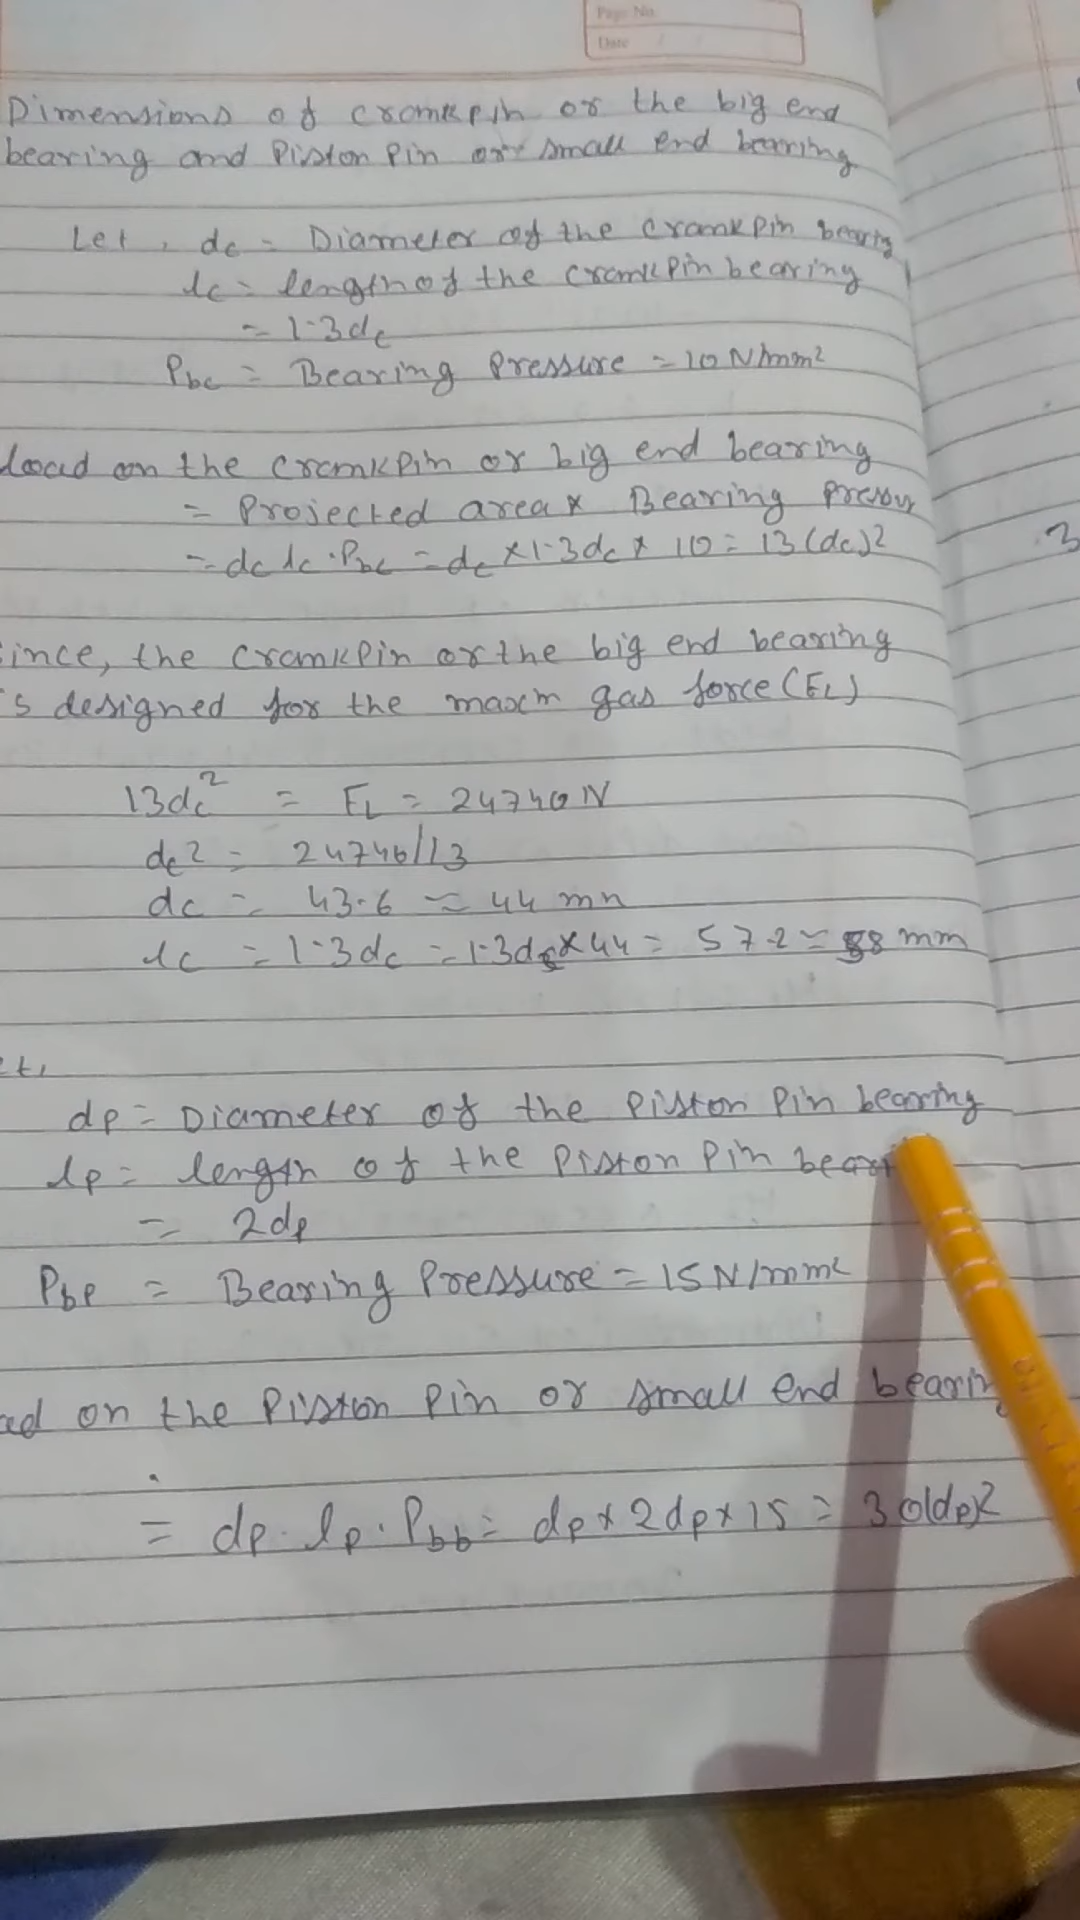 Page No.
Date
Dimensions of crankpin or the big end
bearing and Piston pin or small end bearing
Let, dc = Diameter of the crankpin bearing
lc = length of the crankpin bearing
= 1.3dc
Pbc = Bearing Pressure = 10 N/mm²
load on the crankpin or big end bearing
= Projected area × Bearing Pressur
= dc lc . Pbc = dc × 1.3dc × 10 = 13(dc)²
3
ince, the crankpin or the big end bearing
s designed for the maxm gas force (FL)
13dc² = FL = 24740 N
dc² = 24740/13
dc = 43.6 ≈ 44 mm
lc = 1.3dc = 1.3dc × 44 = 57.2 ≈ 58 mm
et,
dp = Diameter of the Piston Pin bearing
lp = length of the Piston Pin beari
= 2dp
Pbp = Bearing Pressure = 15 N/mm²
ad on the Piston Pin or small end bearin
= dp . lp . Pbb = dp × 2dp × 15 = 30(dp)²